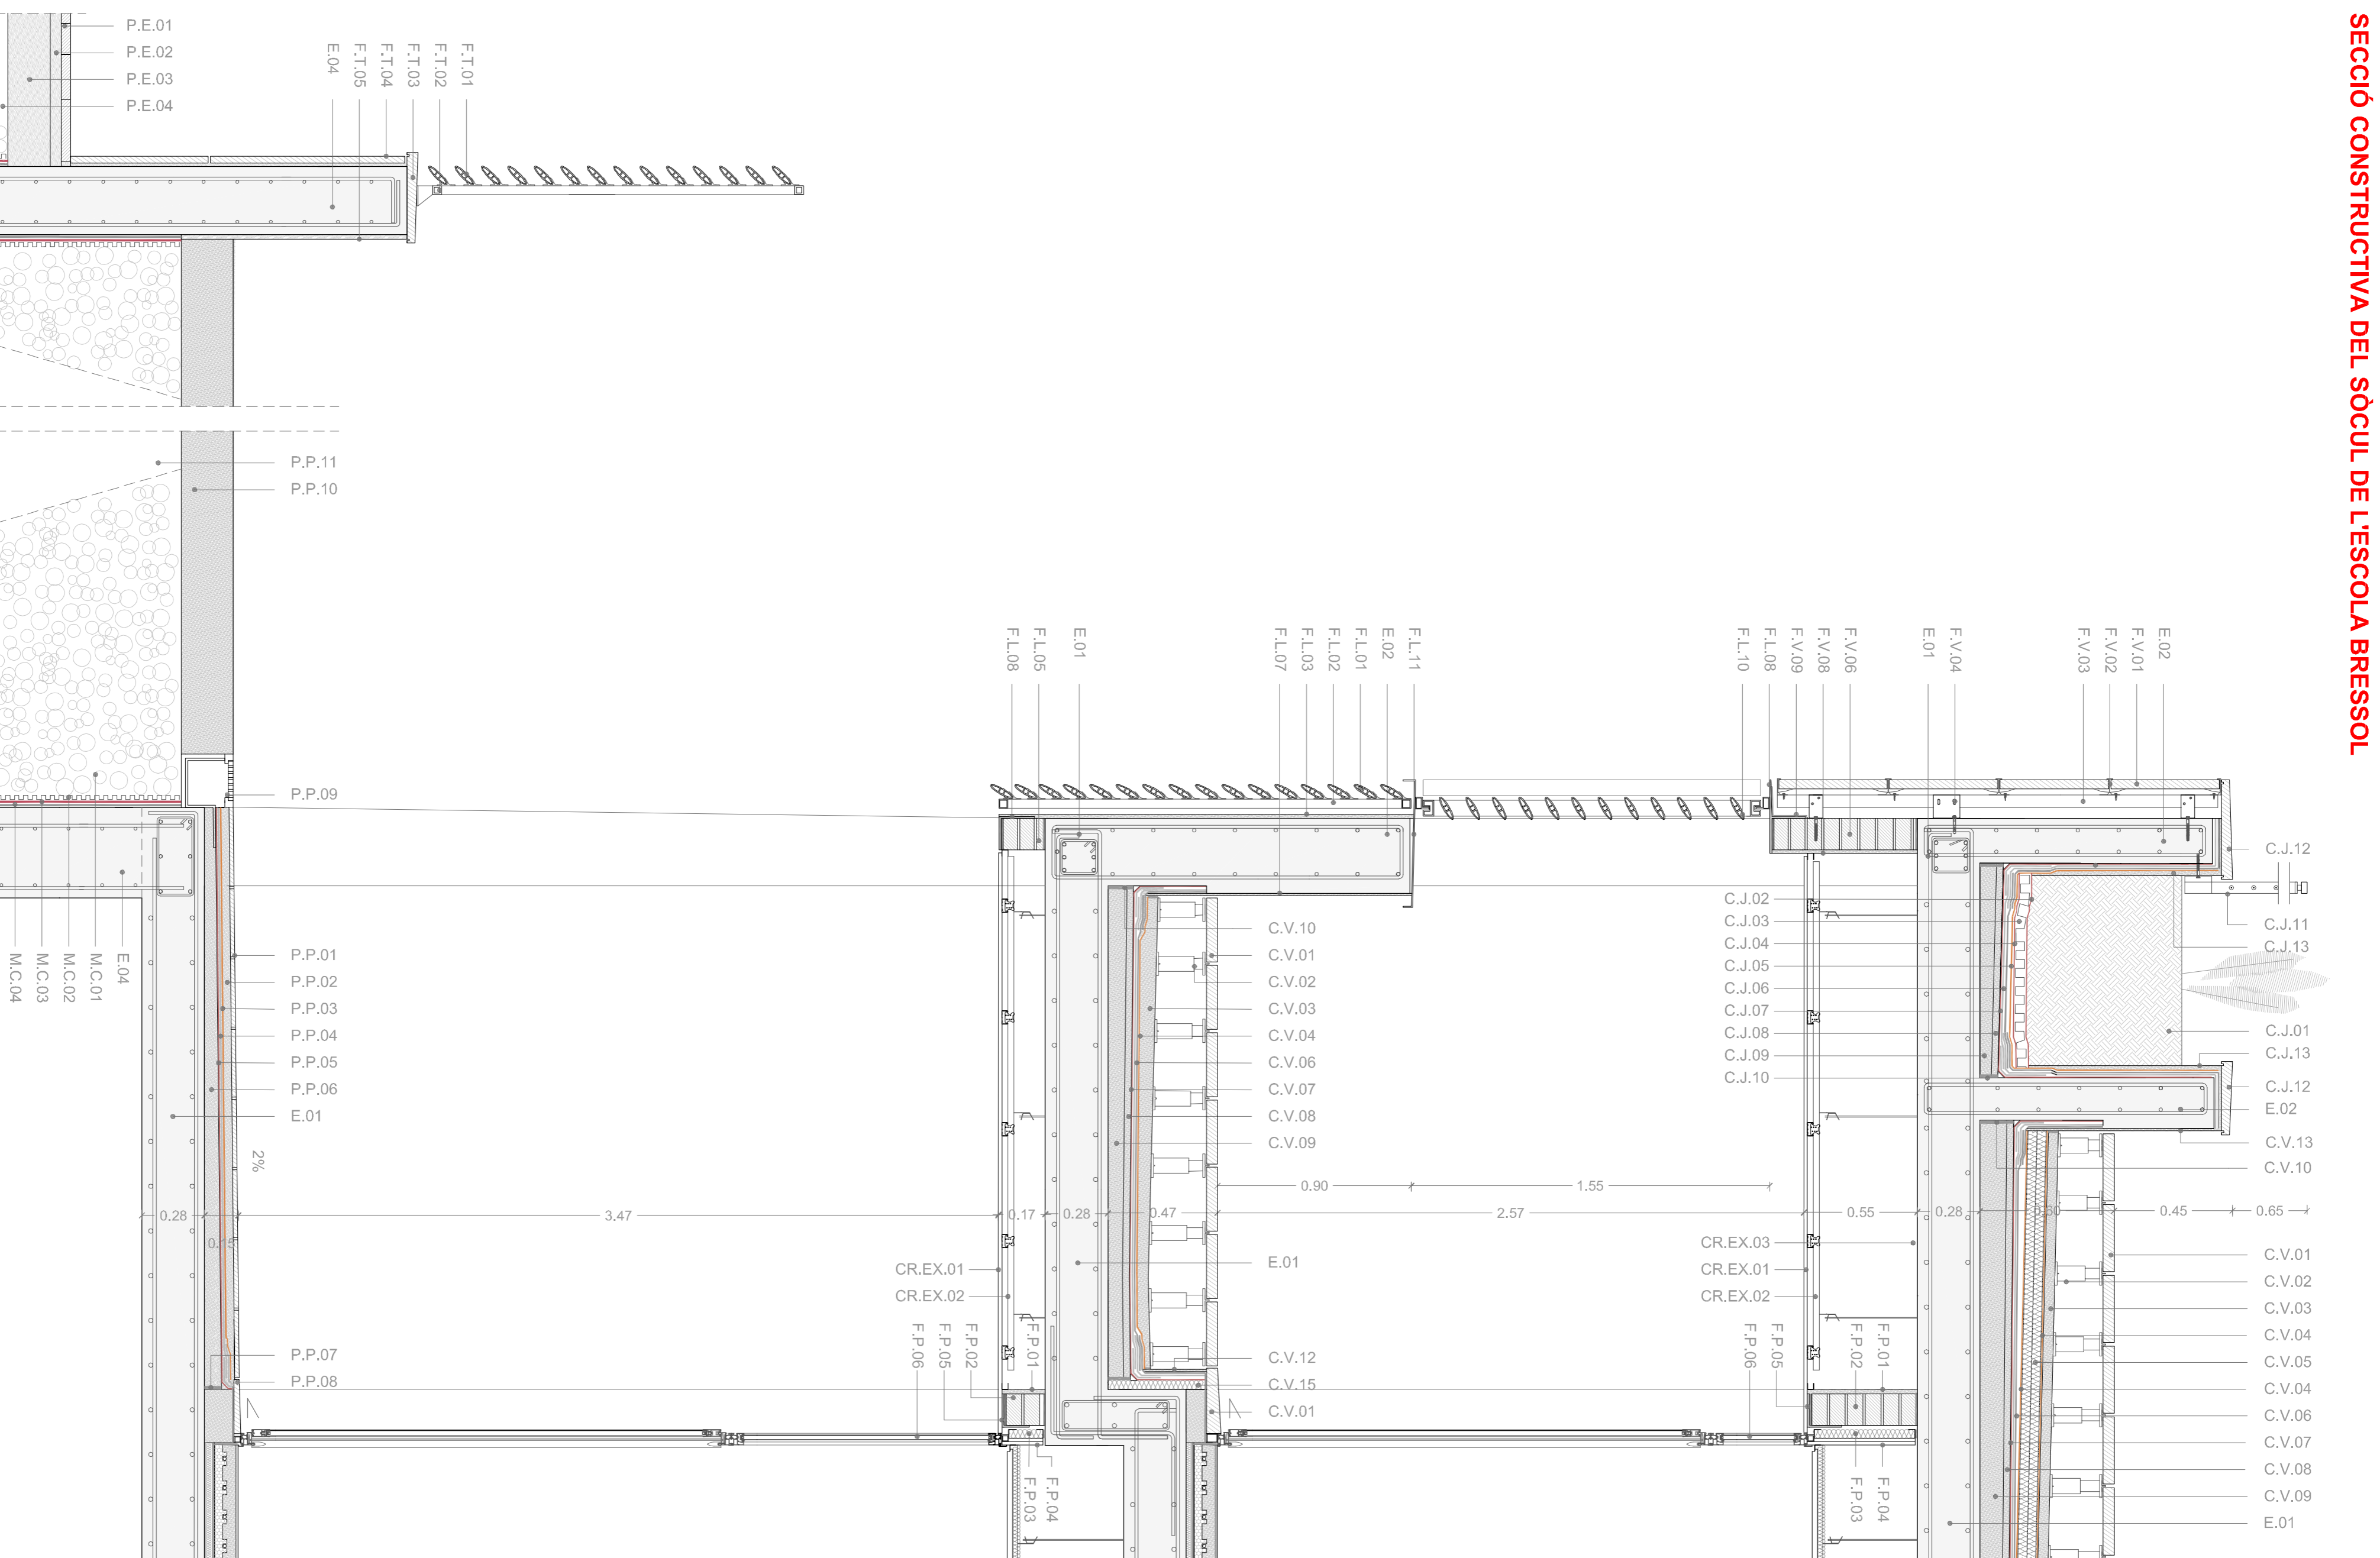 SECCIÓ CONSTRUCTIVA DEL SÒCUL DE L'ESCOLA BRESSOL
P.E.01
P.E.02
P.E.03
P.E.04
E.04
F.T.05
F.T.04
F.T.03
F.T.02
F.T.01
P.P.11
P.P.10
P.P.09
M.C.04
M.C.03
M.C.02
M.C.01
E.04
P.P.01
P.P.02
P.P.03
P.P.04
P.P.05
P.P.06
E.01
2%
P.P.07
P.P.08
F.L.08
F.L.05
E.01
F.L.07
F.L.03
F.L.02
F.L.01
E.02
F.L.11
F.L.10
F.L.08
F.V.09
F.V.08
F.V.06
E.01
F.V.04
F.V.03
F.V.02
F.V.01
E.02
C.V.10
C.V.01
C.V.02
C.V.03
C.V.04
C.V.06
C.V.07
C.V.08
C.V.09
E.01
C.V.12
C.V.15
C.V.01
C.J.02
C.J.03
C.J.04
C.J.05
C.J.06
C.J.07
C.J.08
C.J.09
C.J.10
C.J.12
C.J.11
C.J.13
C.J.01
C.J.13
C.J.12
E.02
C.V.13
C.V.10
0.90
1.55
0.28
0.15
3.47
0.17
0.28
0.47
2.57
0.55
0.28
0.45
0.65
CR.EX.01
CR.EX.02
CR.EX.03
CR.EX.01
CR.EX.02
F.P.06
F.P.05
F.P.02
F.P.01
F.P.03
F.P.04
F.P.06
F.P.05
F.P.02
F.P.01
F.P.03
F.P.04
C.V.01
C.V.02
C.V.03
C.V.04
C.V.05
C.V.04
C.V.06
C.V.07
C.V.08
C.V.09
E.01